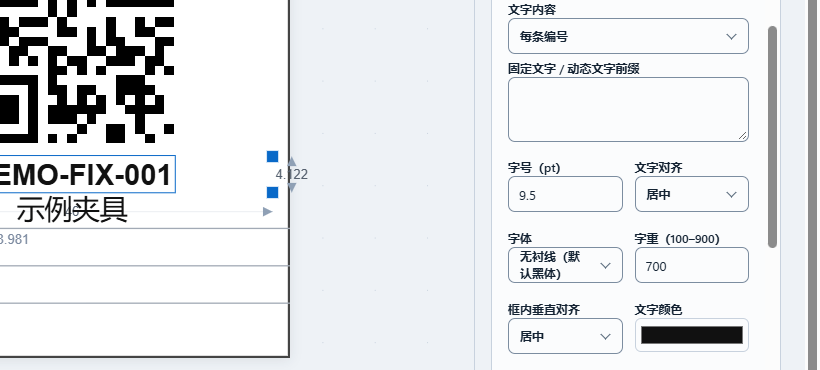 EMO-FIX-001
4.122
示例夹具
3.981
文字内容
每条编号
固定文字 / 动态文字前缀
字号（pt）
文字对齐
9.5
居中
字体
字重（100–900）
无衬线（默
认黑体）
700
框内垂直对齐
文字颜色
居中